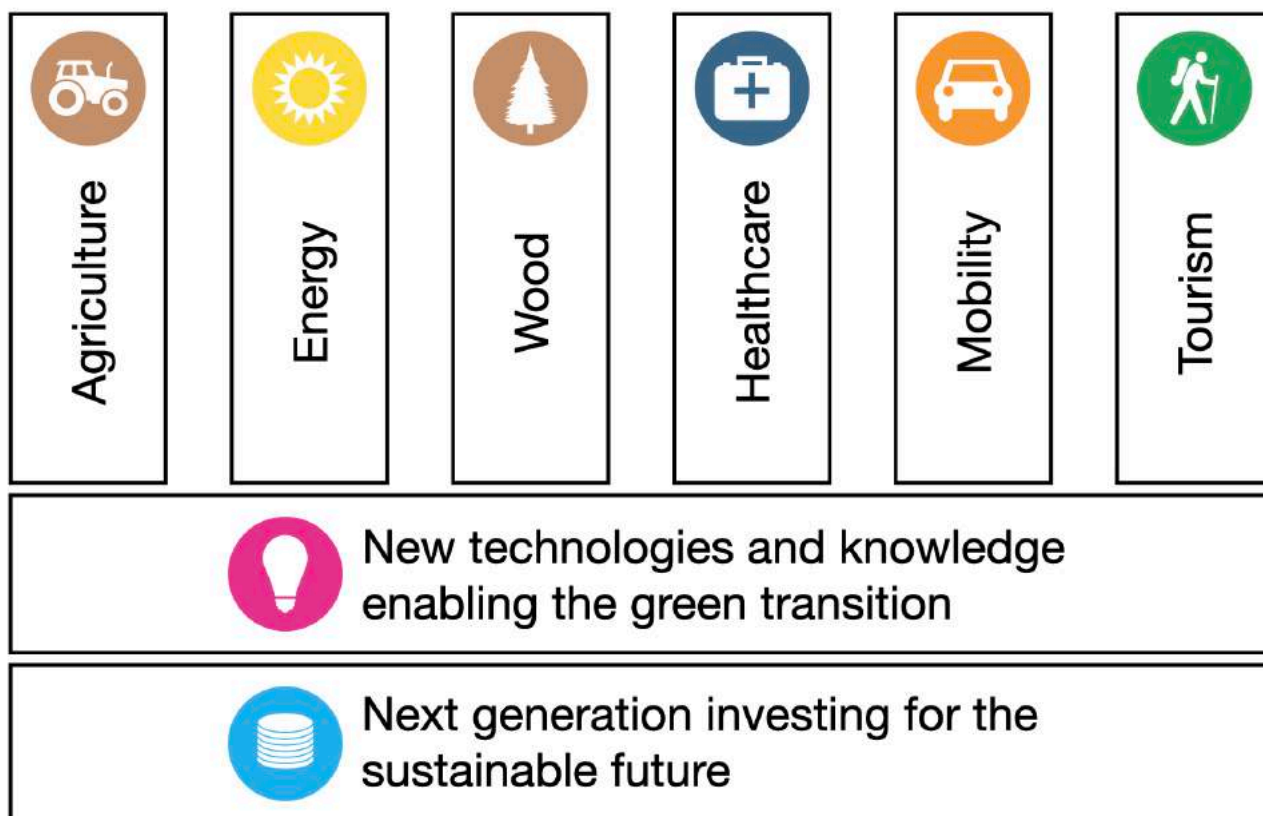 Agriculture
Energy
Wood
Healthcare
Mobility
Tourism
New technologies and knowledge
enabling the green transition
Next generation investing for the
sustainable future